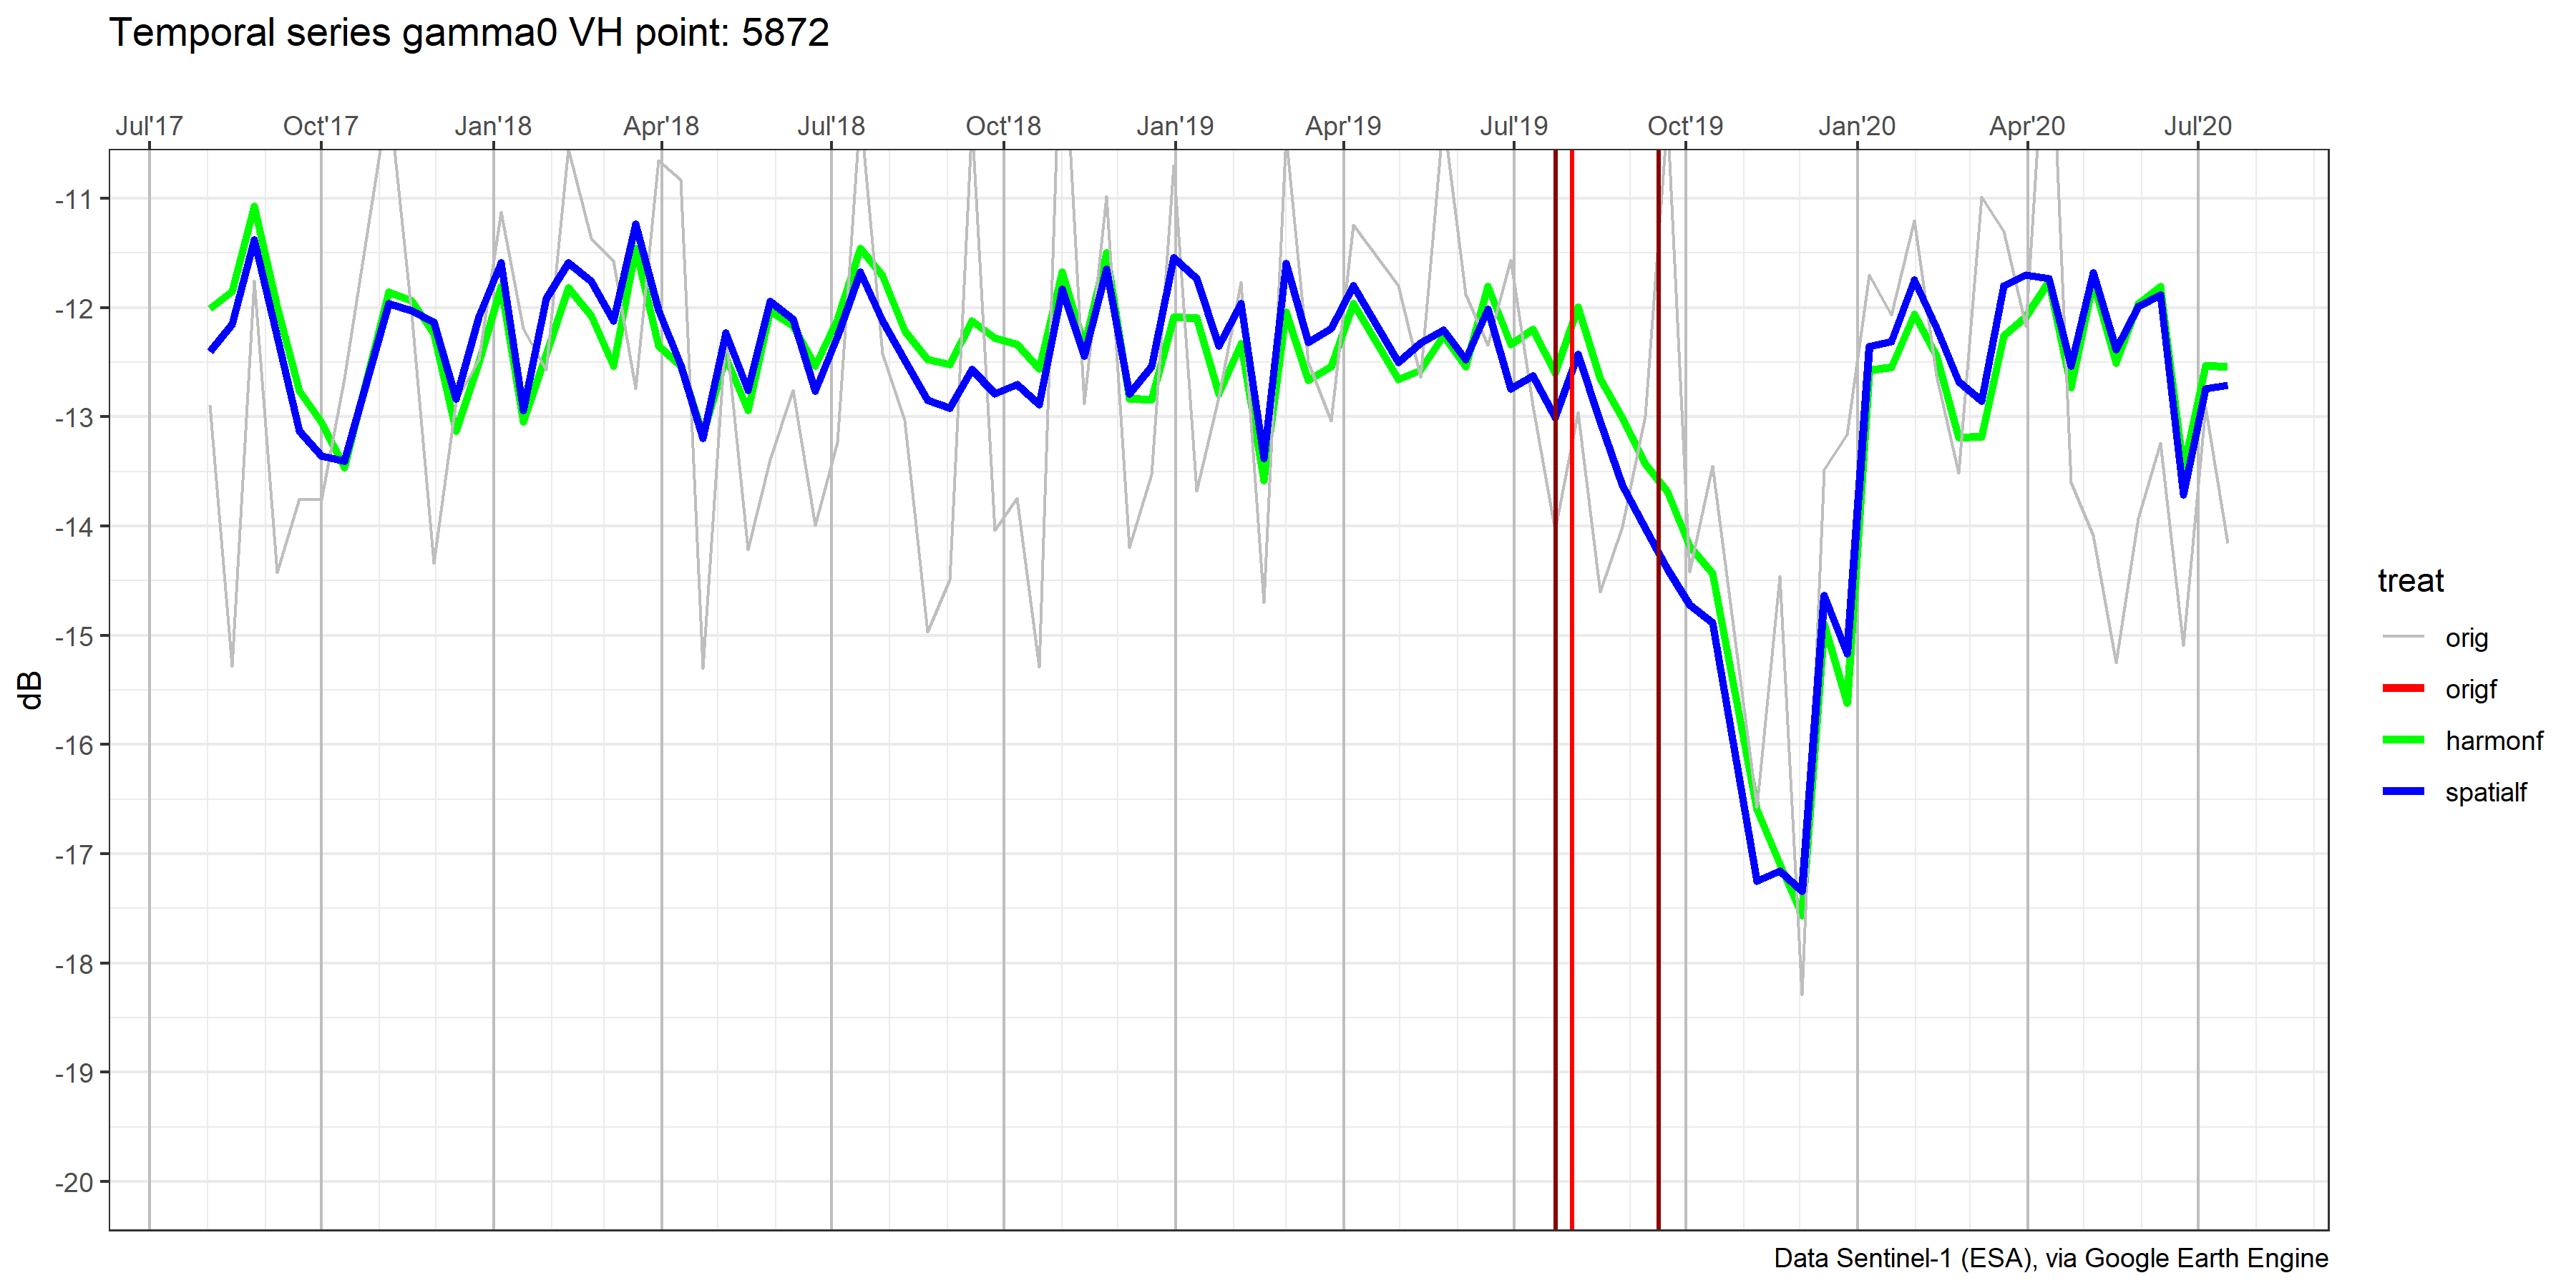 Temporal series gamma0 VH point: 5872
Jul'17 Oct'17 Jan'18 Apr'18 Jul'18 Oct'18 Jan'19 Apr'19 Jul'19 Oct'19 Jan'20 Apr'20 Jul'20
-11
-12
-13
-14
-15
-16
-17
-18
-19
-20
dB
treat
orig
origf
harmonf
spatialf
Data Sentinel-1 (ESA), via Google Earth Engine